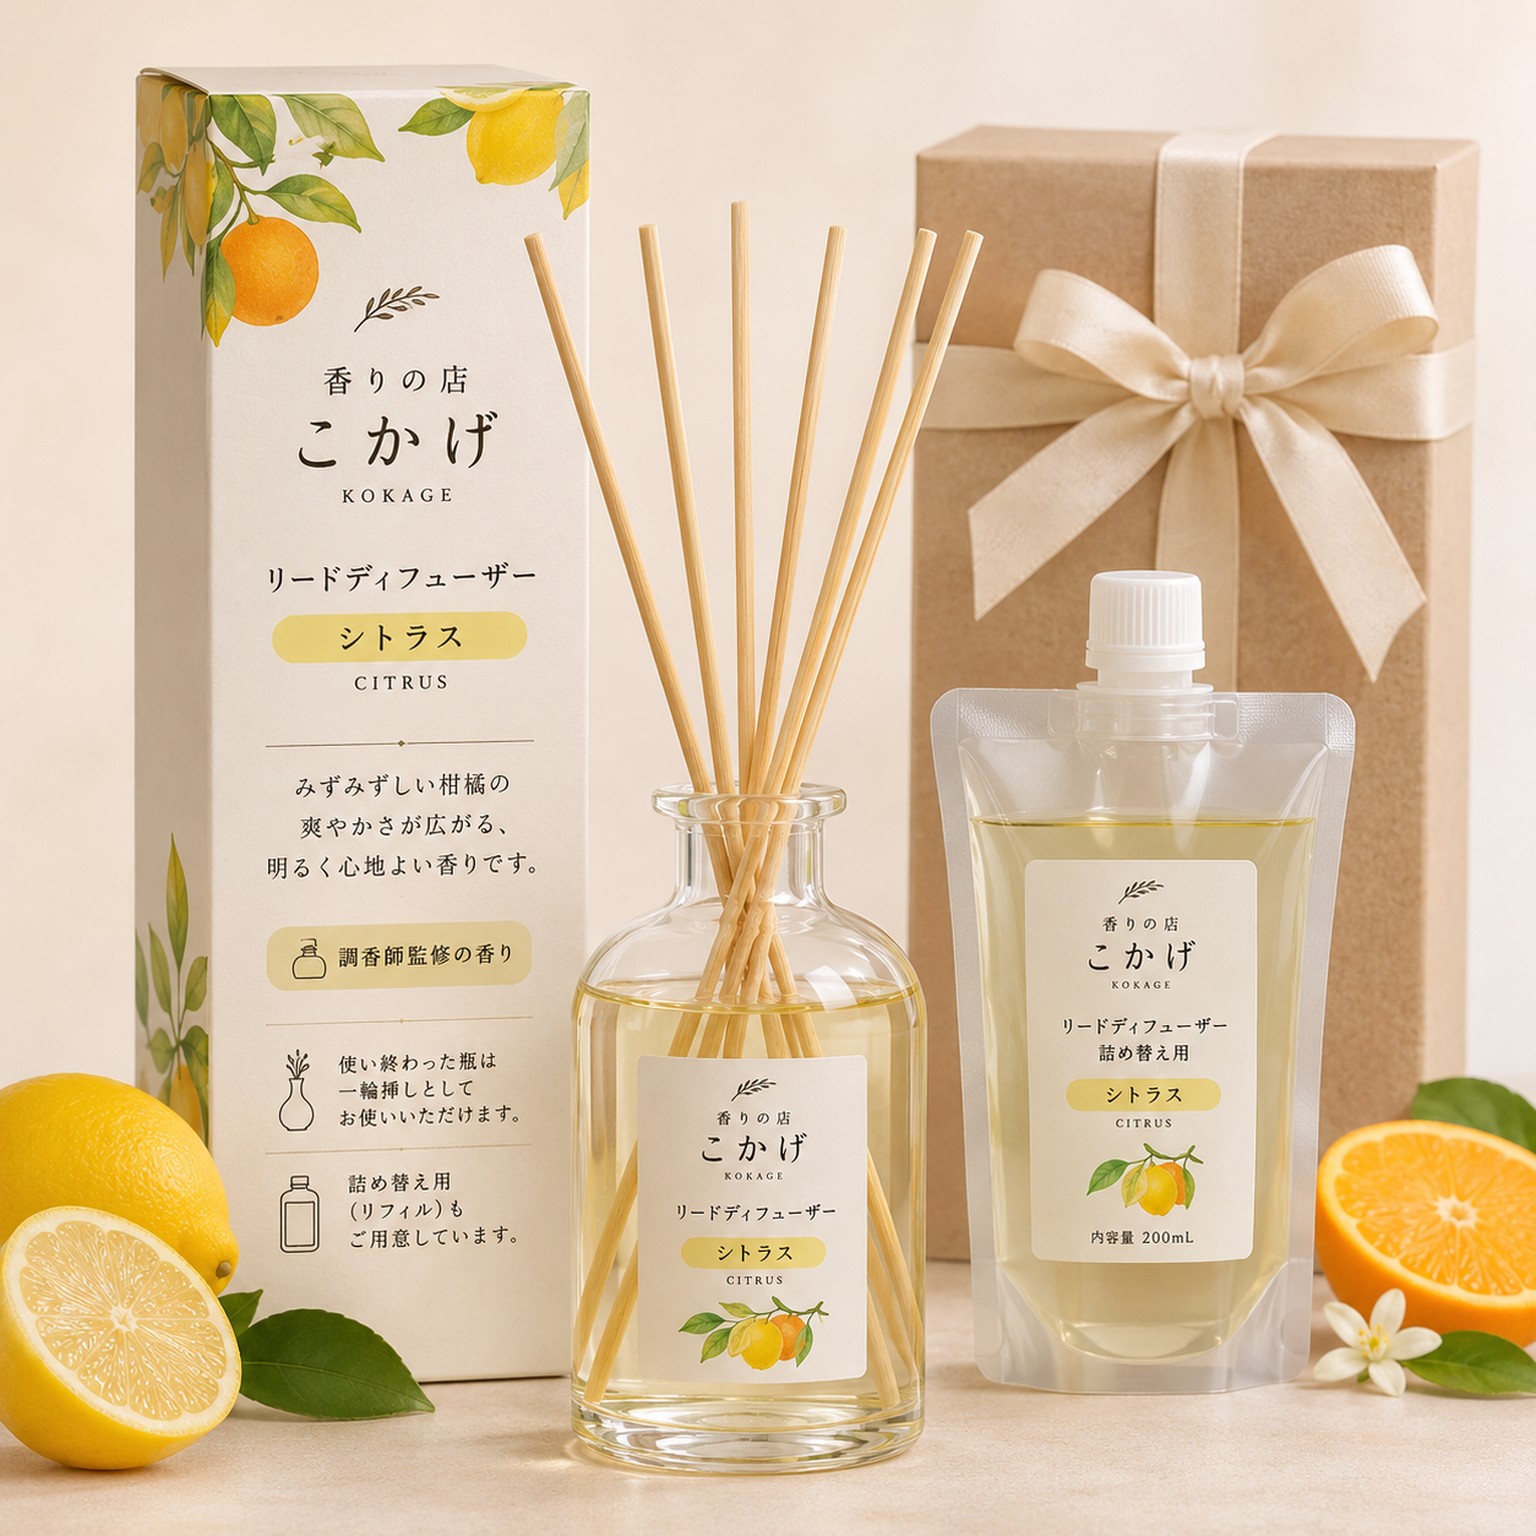 香りの店
こかげ
KOKAGE
リードディフューザー
シトラス
CITRUS
みずみずしい柑橘の
爽やかさが広がる、
明るく心地よい香りです。
調香師監修の香り
使い終わった瓶は
一輪挿しとして
お使いいただけます。
詰め替え用
（リフィル）も
ご用意しています。
香りの店
こかげ
KOKAGE
リードディフューザー
シトラス
CITRUS
香りの店
こかげ
KOKAGE
リードディフューザー
詰め替え用
シトラス
CITRUS
内容量 200mL